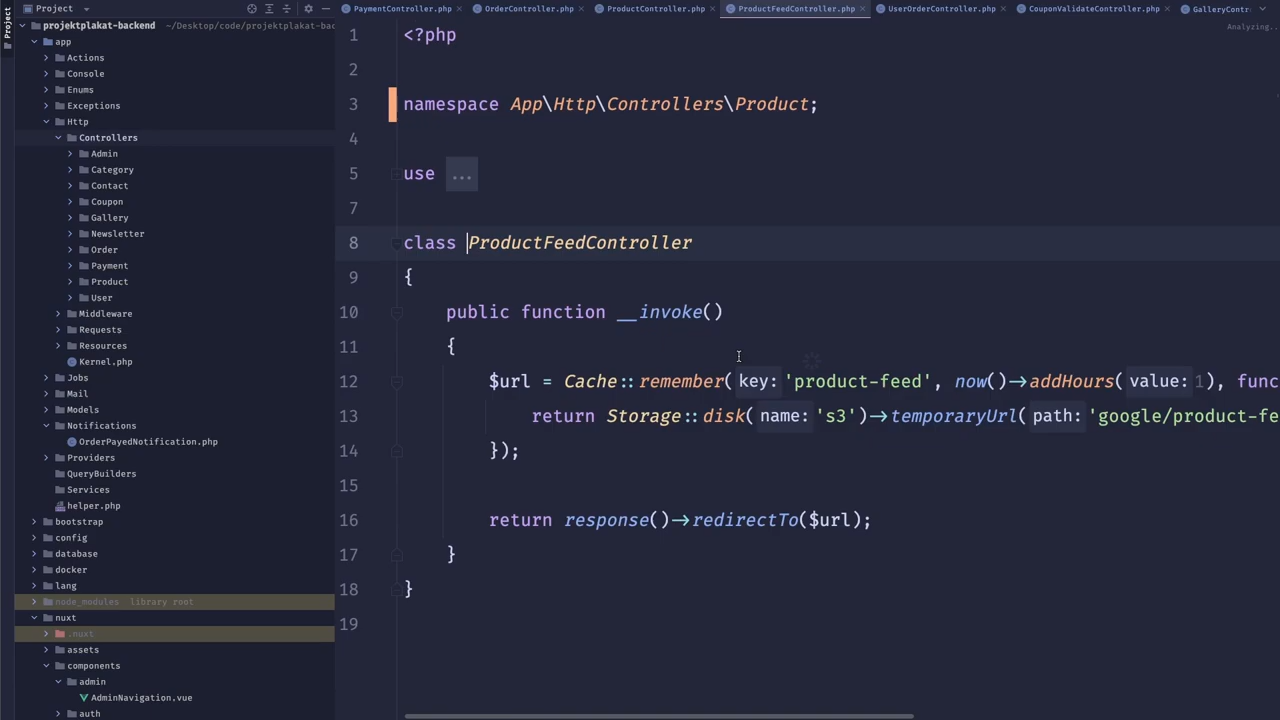 Project
PaymentController.php
OrderController.php
ProductController.php
ProductFeedController.php
UserOrderController.php
CouponValidateController.php
GalleryContr
Project
projektplakat-backend ~/Desktop/code/projektplakat-bac
app
Actions
Console
Enums
Exceptions
Http
Controllers
Admin
Category
Contact
Coupon
Gallery
Newsletter
Order
Payment
Product
User
Middleware
Requests
Resources
Kernel.php
Jobs
Mail
Models
Notifications
OrderPayedNotification.php
Providers
QueryBuilders
Services
helper.php
bootstrap
config
database
docker
lang
node_modules library root
nuxt
.nuxt
assets
components
admin
AdminNavigation.vue
auth
Analyzing...
1 <?php
2
3 namespace App\Http\Controllers\Product;
4
5 use ...
7
8 class ProductFeedController
9 {
10 public function __invoke()
11 {
12 $url = Cache::remember( key: 'product-feed', now()->addHours( value: 1), func
13 return Storage::disk( name: 's3')->temporaryUrl( path: 'google/product-fe
14 });
15
16 return response()->redirectTo($url);
17 }
18 }
19